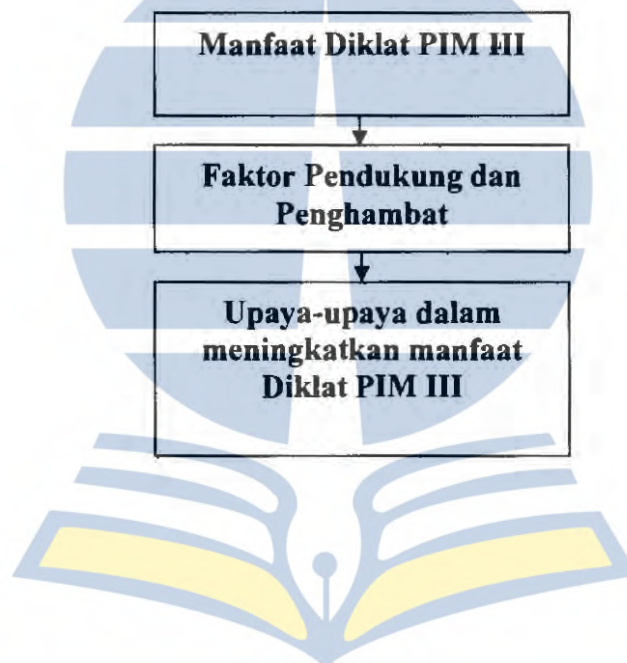 Manfaat Diklat PIM III
Faktor Pendukung dan
Penghambat
Upaya-upaya dalam
meningkatkan manfaat
Diklat PIM III